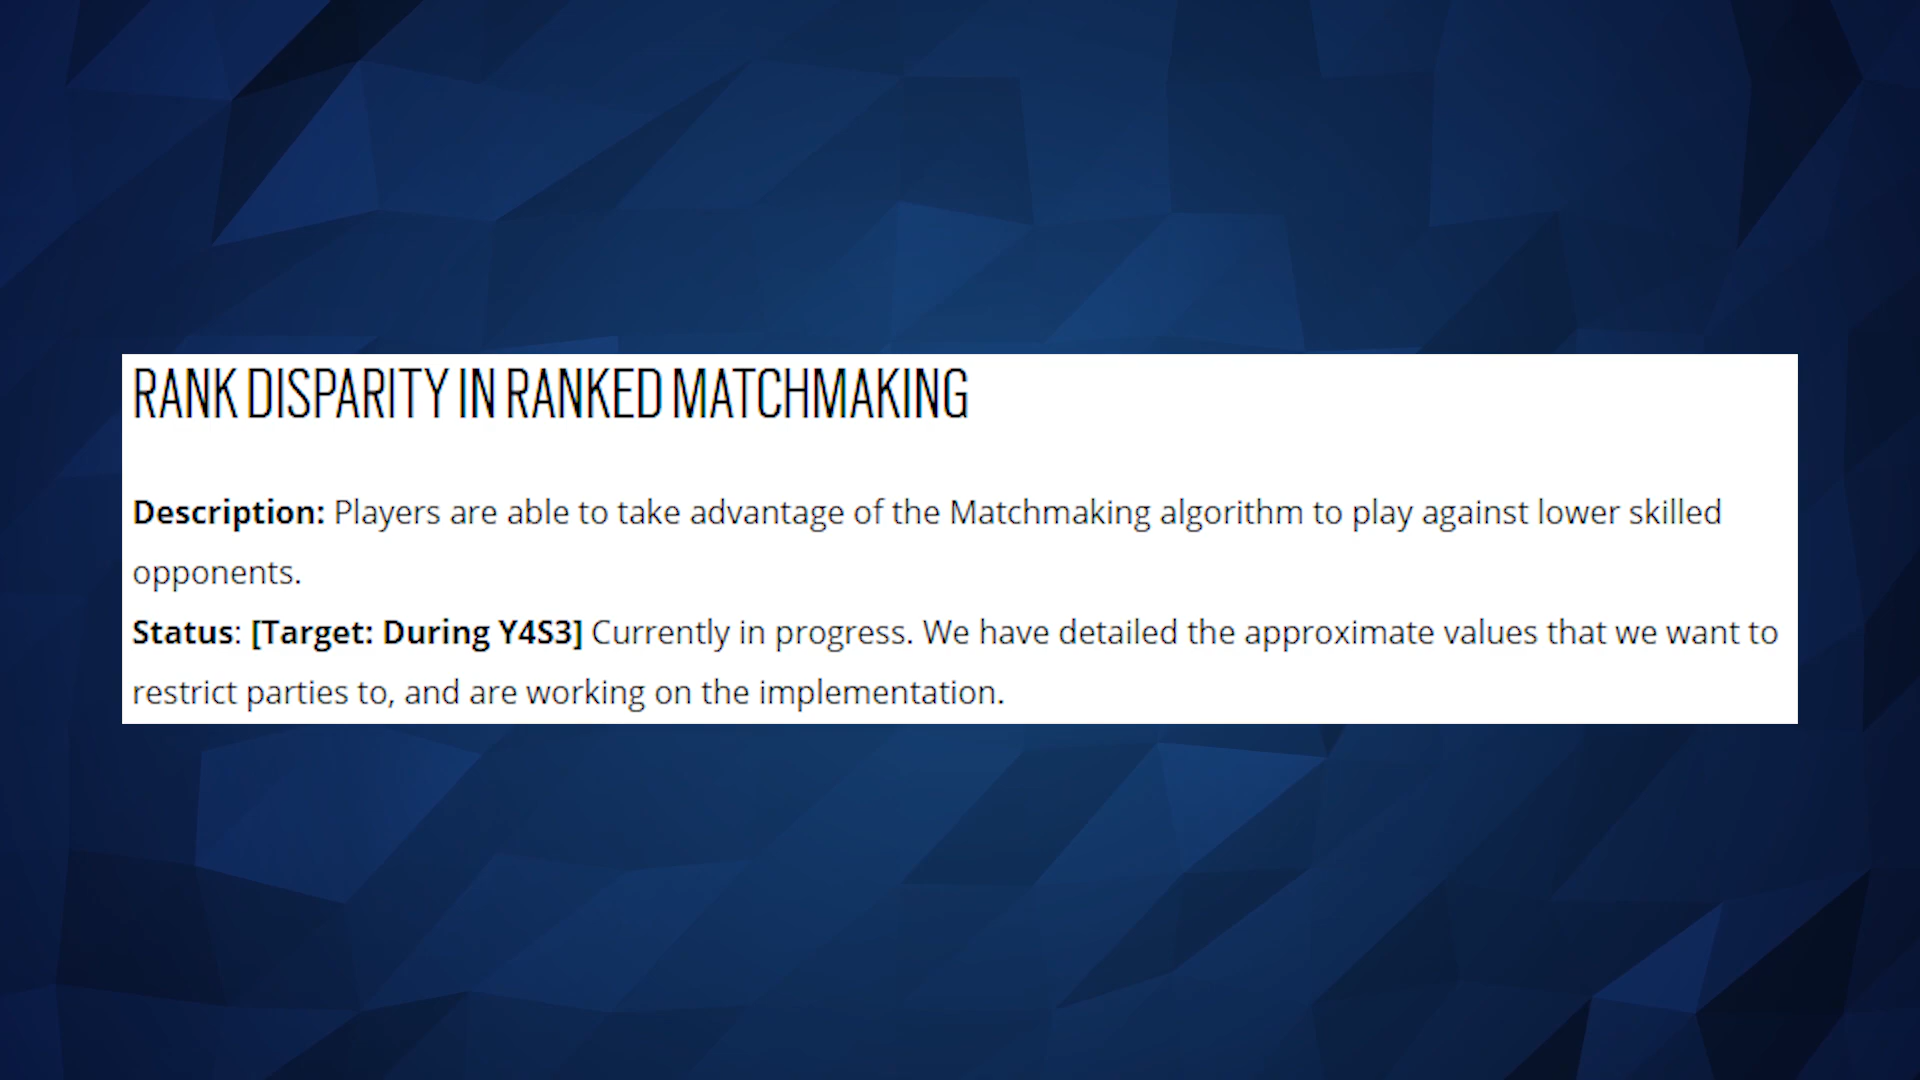 RANK DISPARITY IN RANKED MATCHMAKING
Description: Players are able to take advantage of the Matchmaking algorithm to play against lower skilled
opponents.
Status: [Target: During Y4S3] Currently in progress. We have detailed the approximate values that we want to
restrict parties to, and are working on the implementation.